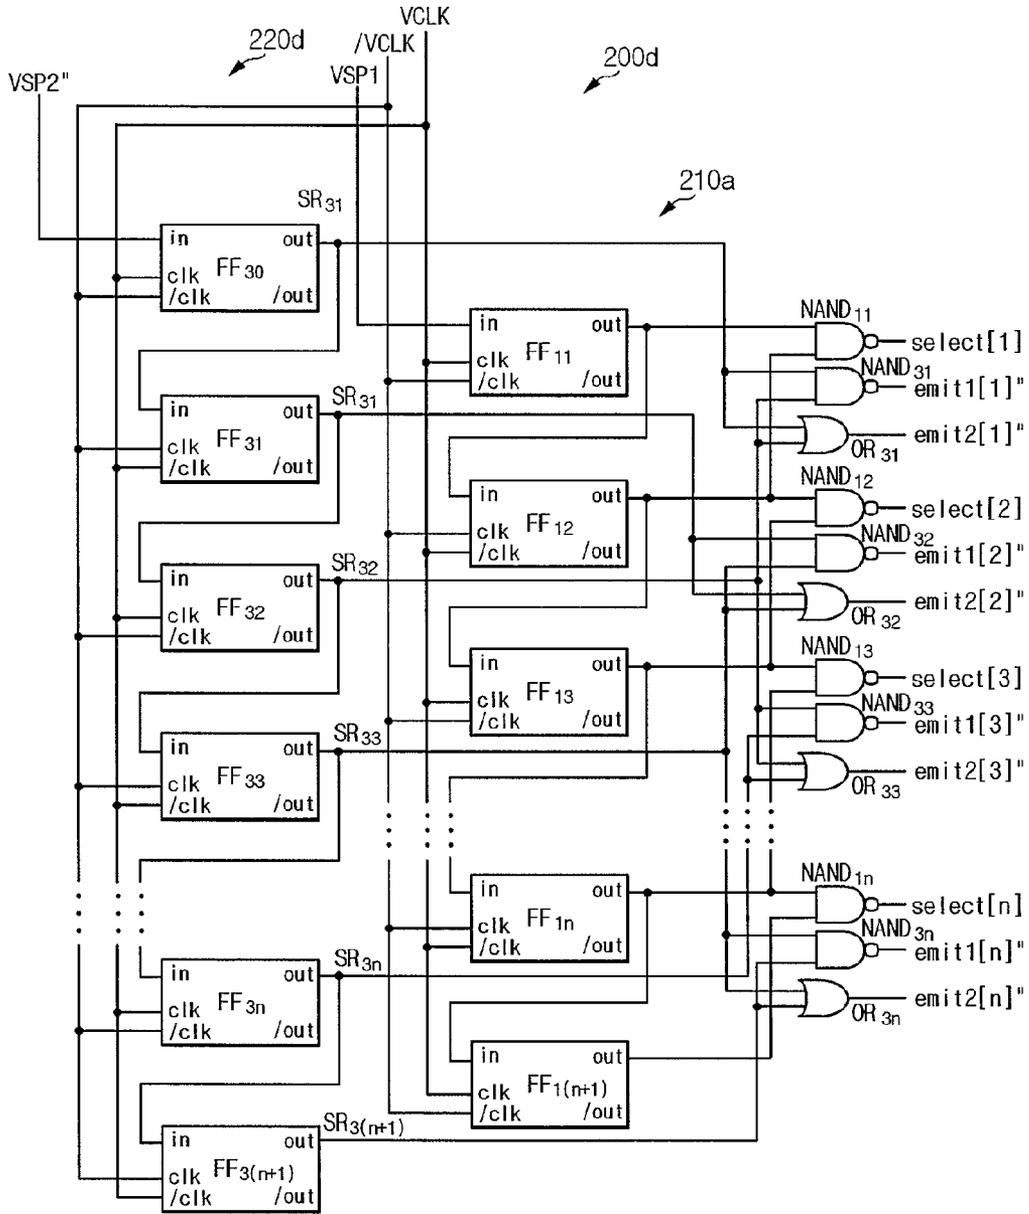 VCLK
/VCLK
VSP1
220d
200d
VSP2"
210a
SR31
in out
clk FF30
/clk /out
in out
clk FF11
/clk /out
NAND11
select[1]
NAND31
emit1[1]"
emit2[1]"
OR31
SR31
in out
clk FF31
/clk /out
in out
clk FF12
/clk /out
NAND12
select[2]
NAND32
emit1[2]"
emit2[2]"
OR32
SR32
in out
clk FF32
/clk /out
in out
clk FF13
/clk /out
NAND13
select[3]
NAND33
emit1[3]"
emit2[3]"
OR33
SR33
in out
clk FF33
/clk /out
in out
clk FF1n
/clk /out
NAND1n
select[n]
NAND3n
emit1[n]"
emit2[n]"
OR3n
SR3n
in out
clk FF3n
/clk /out
in out
clk FF1(n+1)
/clk /out
SR3(n+1)
in out
clk FF3(n+1)
/clk /out